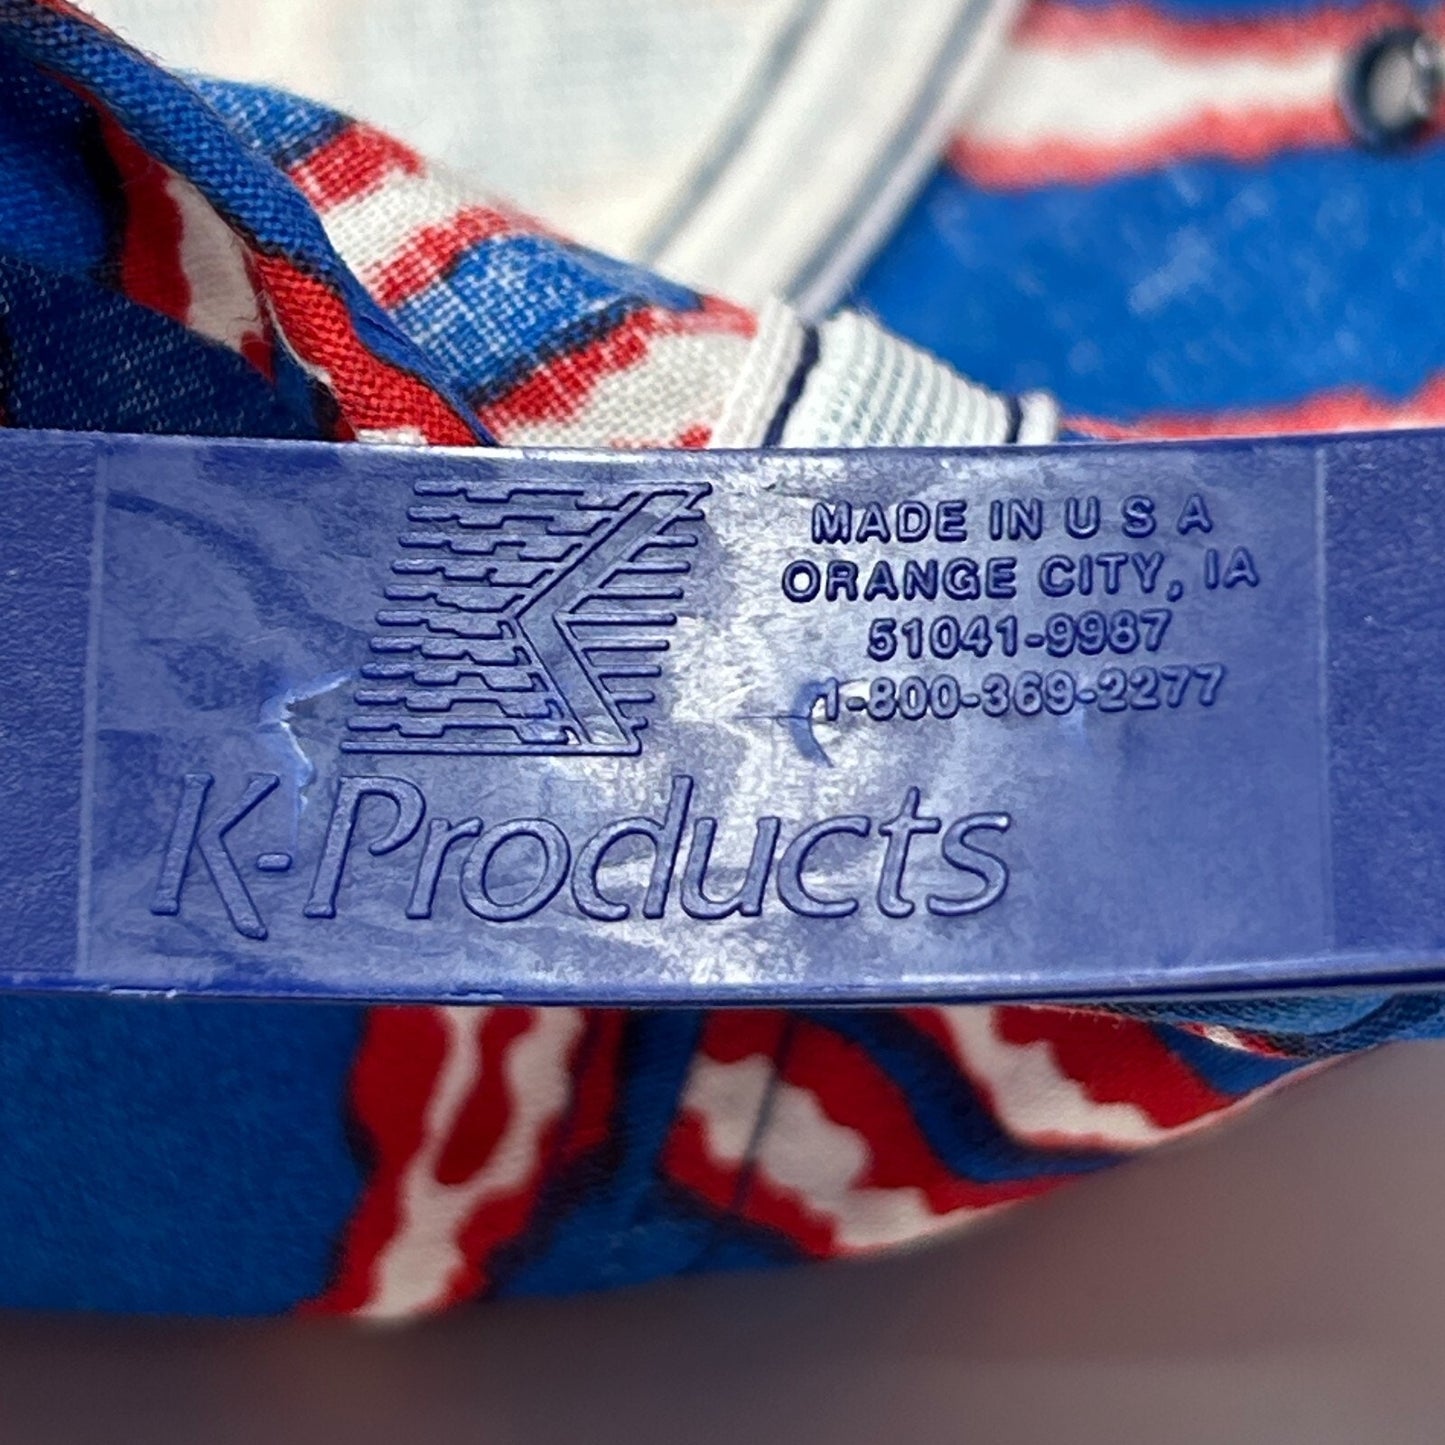 MADE IN U S A
ORANGE CITY, IA
51041-9987
1-800-369-2277
K-Products